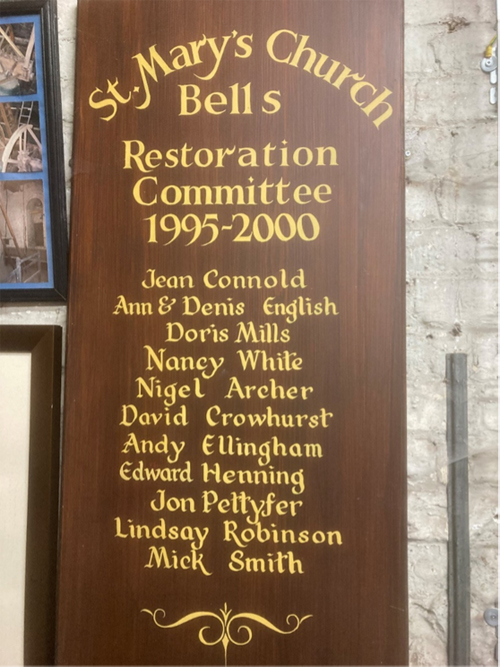 St. Mary's Church
Bells
Restoration
Committee
1995-2000
Jean Connold
Ann & Denis English
Doris Mills
Nancy White
Nigel Archer
David Crowhurst
Andy Ellingham
Edward Henning
Jon Pettyfer
Lindsay Robinson
Mick Smith